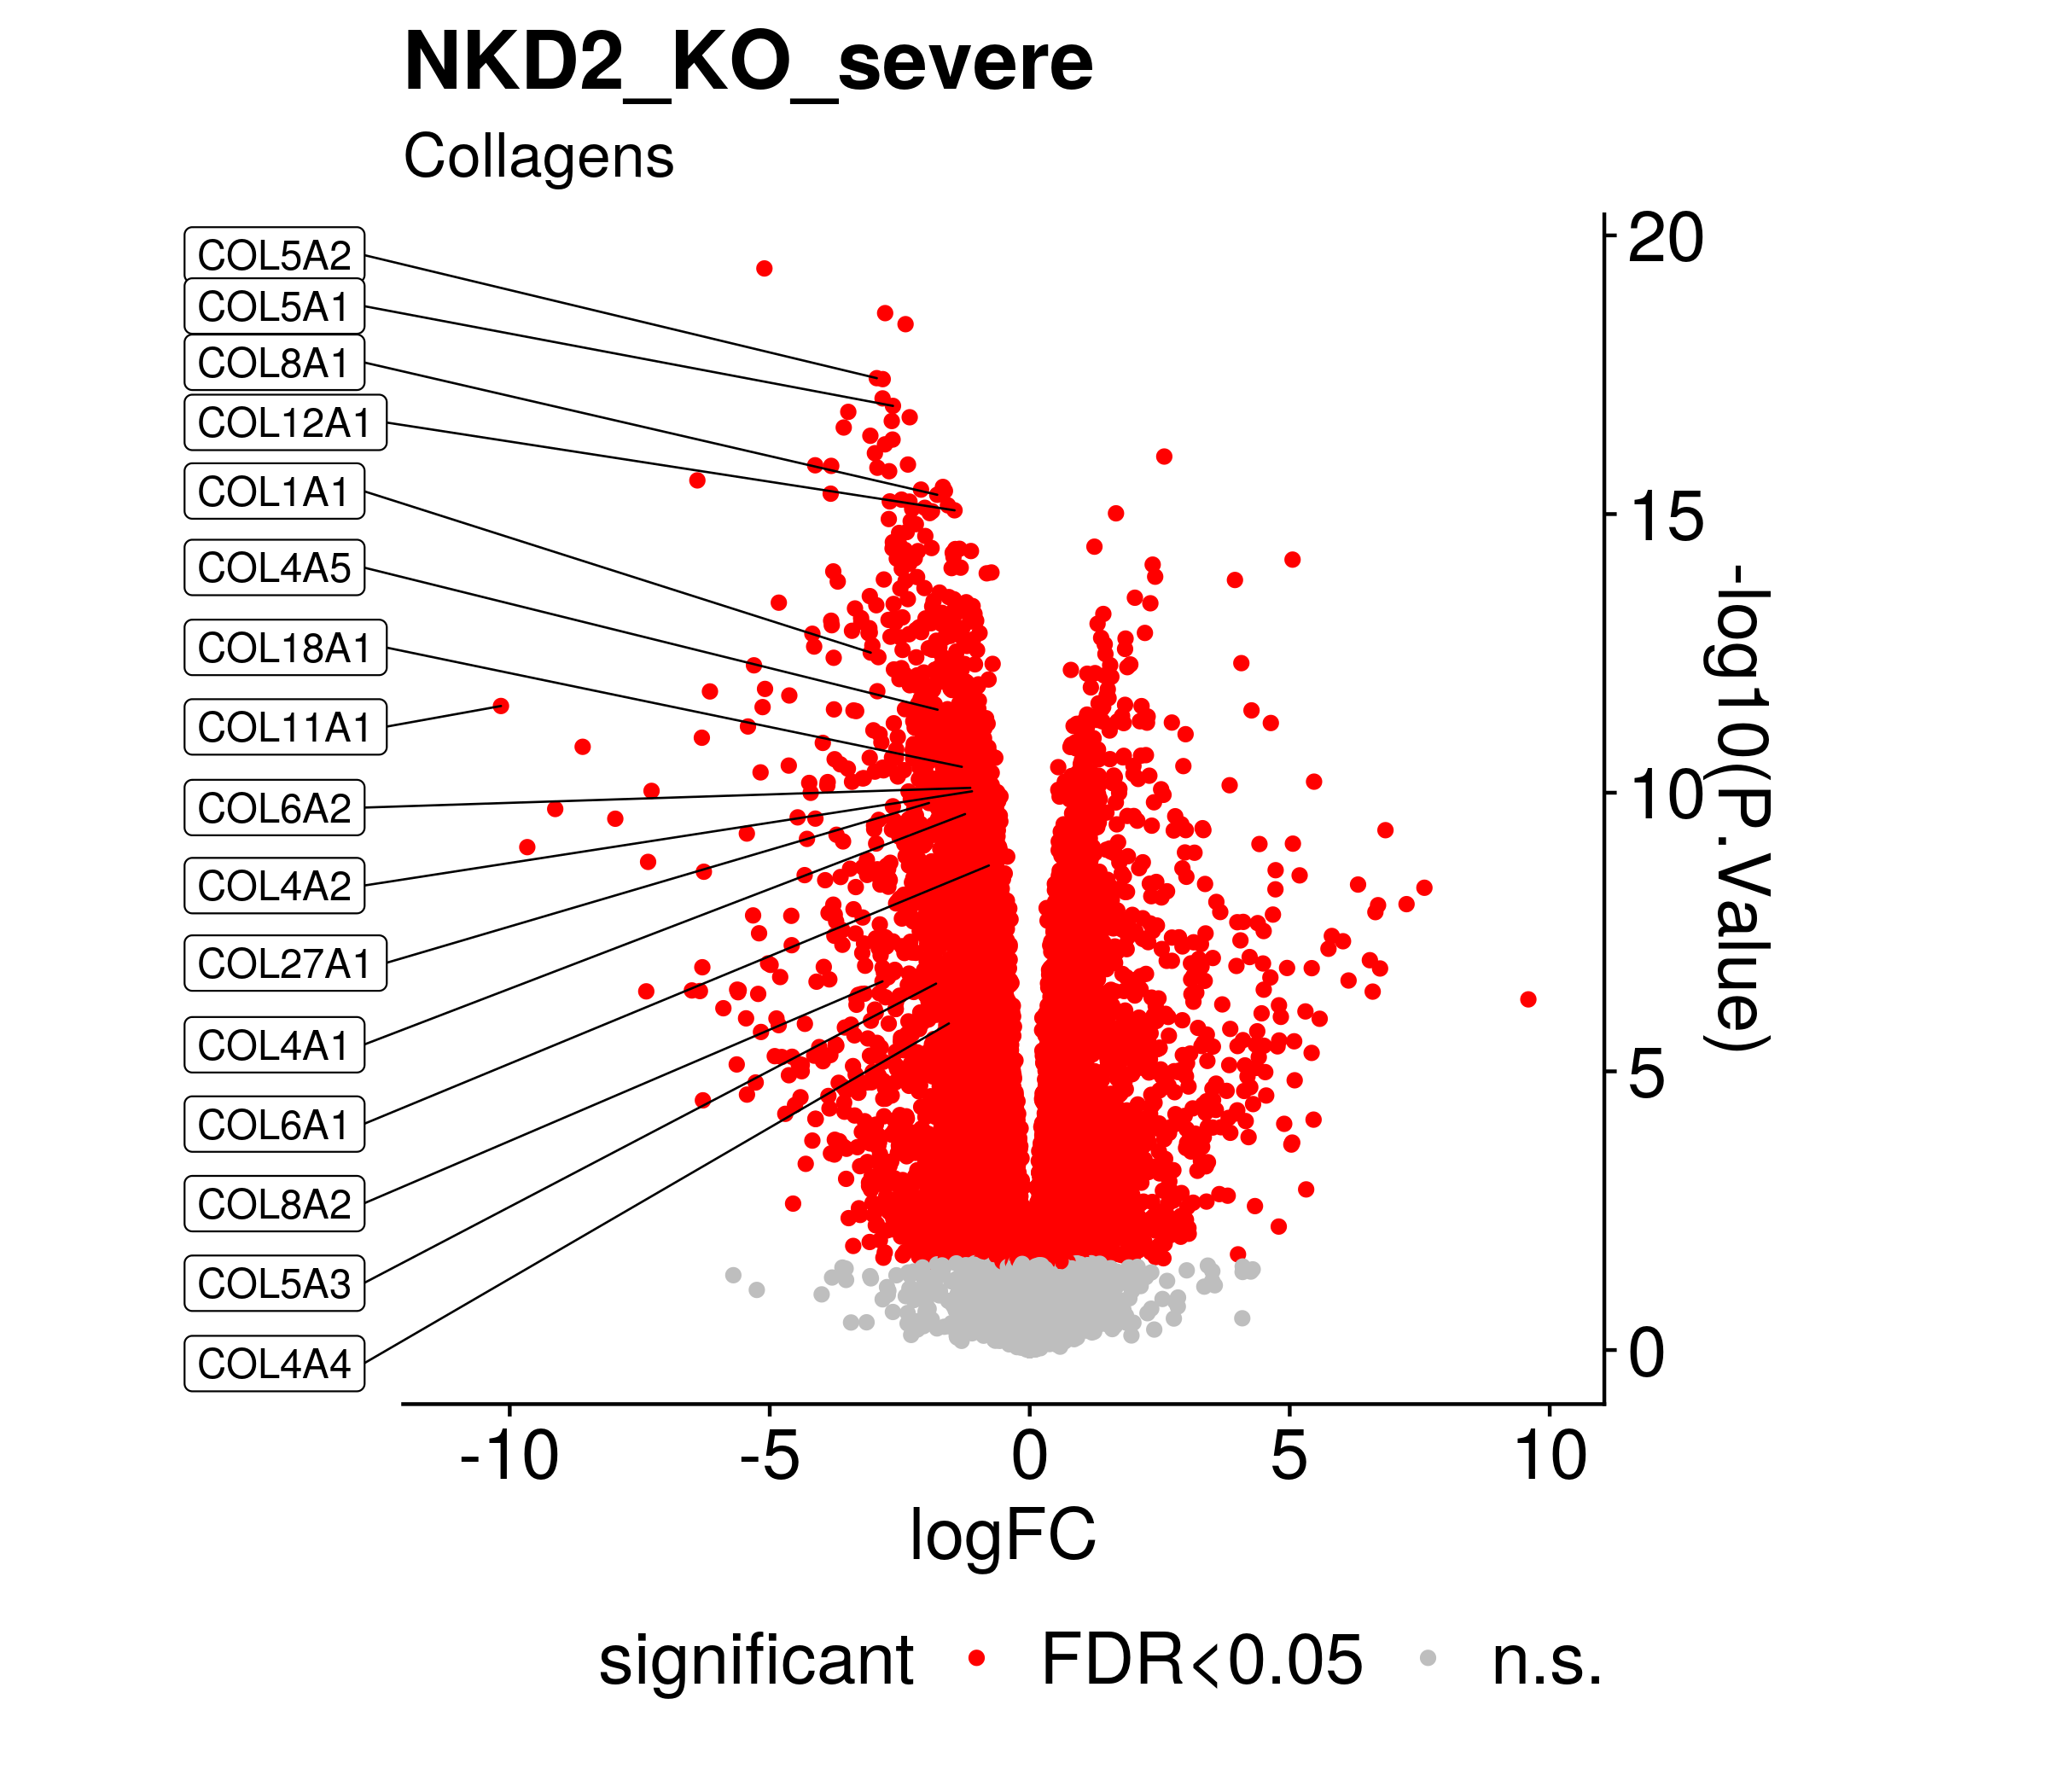 NKD2_KO_severe
Collagens
COL5A2
COL5A1
COL8A1
COL12A1
COL1A1
COL4A5
COL18A1
COL11A1
COL6A2
COL4A2
COL27A1
COL4A1
COL6A1
COL8A2
COL5A3
COL4A4
20
15
10
5
0
-log10(P.Value)
-10 -5 0 5 10
logFC
significant FDR<0.05 n.s.